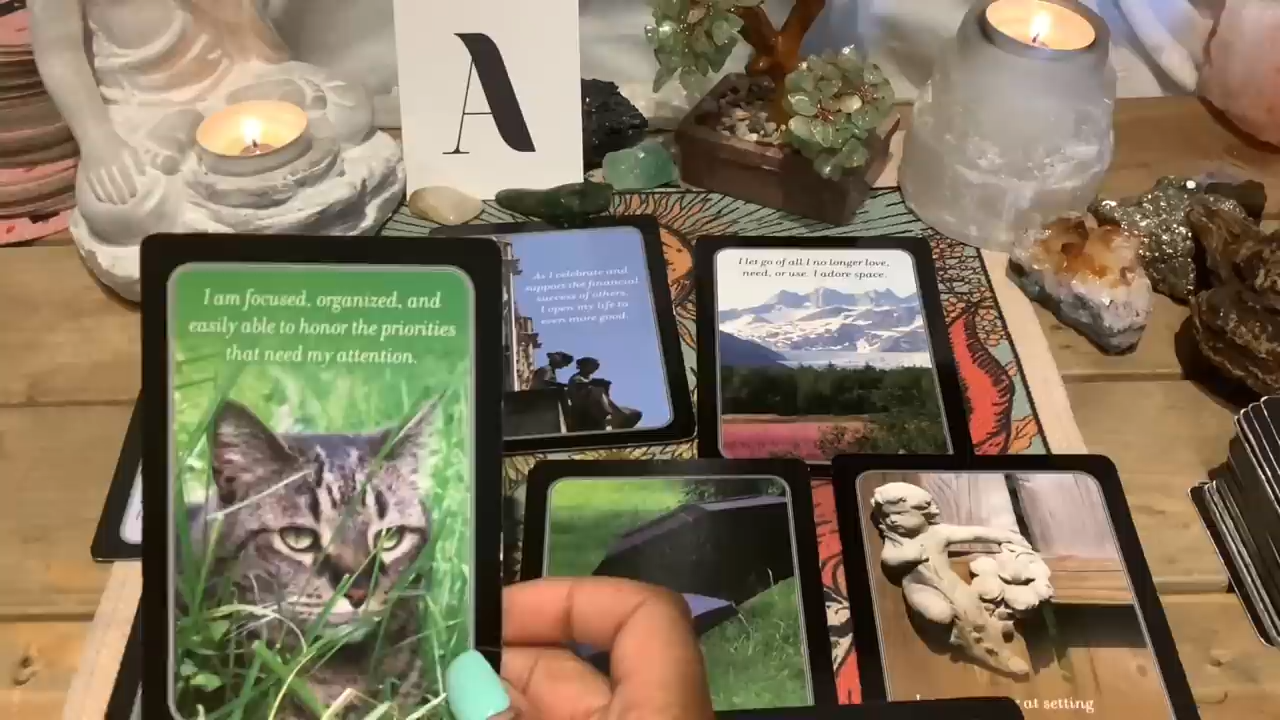 A
I am focused, organized, and
easily able to honor the priorities
that need my attention.
As I celebrate and
support the financial
success of others,
I open my life to
even more good.
I let go of all I no longer love,
need, or use. I adore space.
at setting